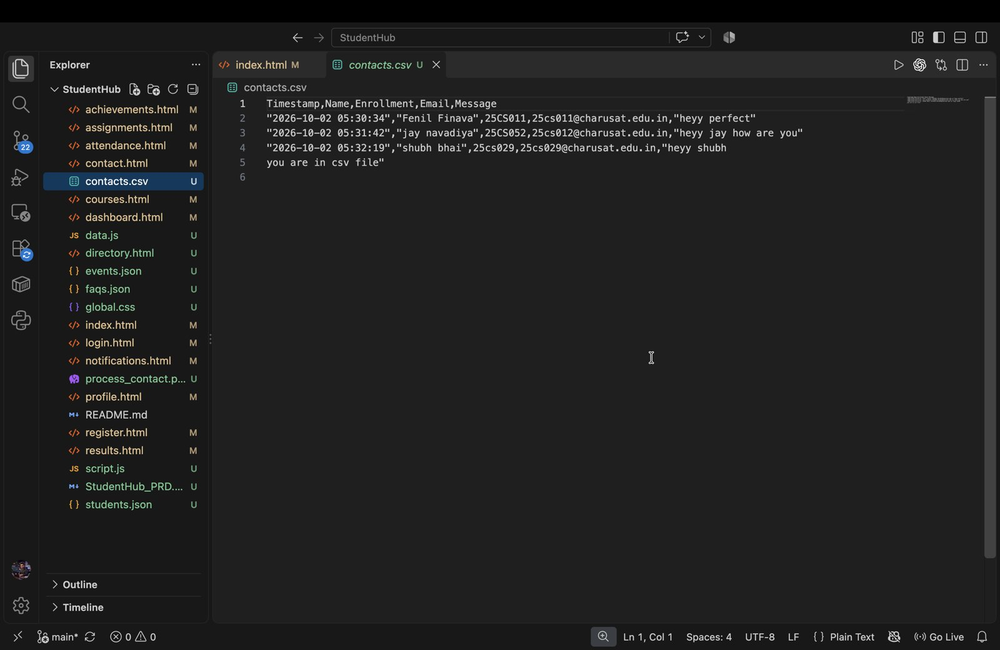 StudentHub
Explorer
StudentHub
achievements.html M
assignments.html M
attendance.html M
contact.html M
contacts.csv U
courses.html M
dashboard.html M
JS data.js U
directory.html U
{ } events.json U
{ } faqs.json U
{ } global.css U
index.html M
login.html M
notifications.html M
process_contact.p... U
profile.html M
M↓ README.md
register.html M
results.html M
JS script.js U
M↓ StudentHub_PRD.... U
{ } students.json U
22
Outline
Timeline
index.html M
contacts.csv U
contacts.csv
1 Timestamp,Name,Enrollment,Email,Message
2 "2026-10-02 05:30:34","Fenil Finava",25CS011,25cs011@charusat.edu.in,"heyy perfect"
3 "2026-10-02 05:31:42","jay navadiya",25CS052,25cs012@charusat.edu.in,"heyy jay how are you"
4 "2026-10-02 05:32:19","shubh bhai",25cs029,25cs029@charusat.edu.in,"heyy shubh
5 you are in csv file"
6
main* 0 0
Ln 1, Col 1 Spaces: 4 UTF-8 LF { } Plain Text Go Live